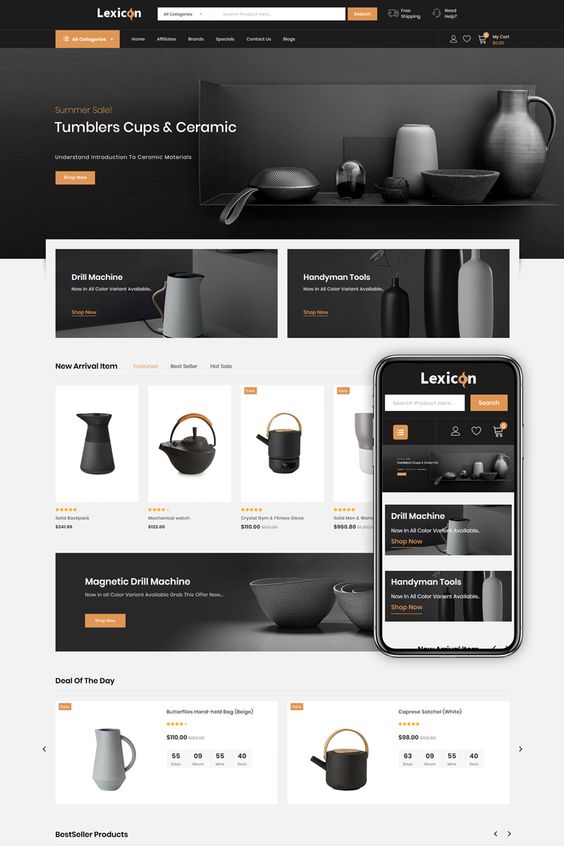 Lexicon
All Categories
Search Product Here...
Search
Free
Shipping
Need
Help?
All Categories
Home
Affiliates
Brands
Specials
Contact Us
Blogs
0
My Cart
$0.00
Summer Sale!
Tumblers Cups & Ceramic
Understand Introduction To Ceramic Materials
Shop Now
Drill Machine
Now In All Color Varient Available..
Shop Now
Handyman Tools
Now In All Color Varient Available..
Shop Now
New Arrival Item
Featured
Best Seller
Hot Sale
Sale
Sale
Solid Backpack
$241.99
Mechanical watch
$122.00
Crystal Gym & Fitness Glove
$110.00 $122.00
Solid Men & Wome
$960.80
Magnetic Drill Machine
Now in All Color Varient Available Grab This Offer Now...
Shop Now
Lexicon
Search Product Here...
Search
0
Tumblers Cups & Ceramic
Drill Machine
Now In All Color Varient Available..
Shop Now
Handyman Tools
Now In All Color Varient Available..
Shop Now
New Arrival Item
Deal Of The Day
Sale
Butterflies Hand-held Bag (Beige)
$110.00 $122.00
55 09 55 40
Days Hours Mins Secs
Sale
Caprese Satchel (White)
$98.00 $122.00
63 09 55 40
Days Hours Mins Secs
BestSeller Products